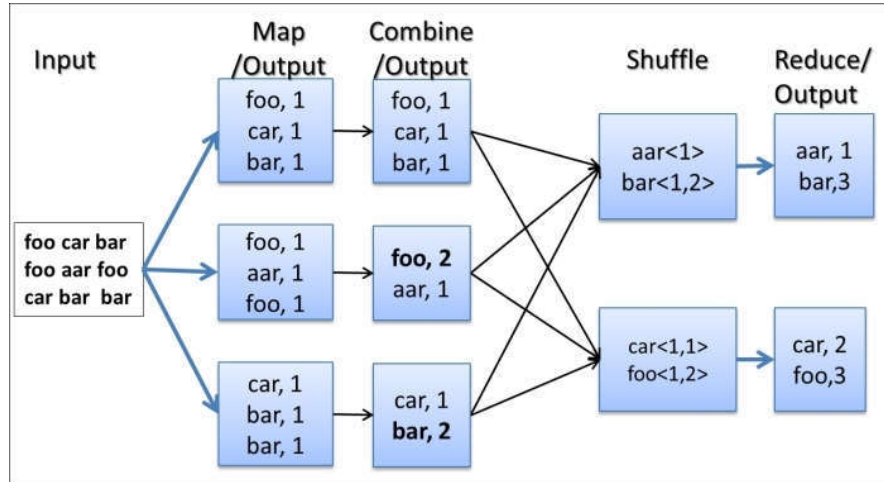 Input
Map
/Output
Combine
/Output
Shuffle
Reduce/
Output
foo car bar
foo aar foo
car bar bar
foo, 1
car, 1
bar, 1
foo, 1
aar, 1
foo, 1
car, 1
bar, 1
bar, 1
foo, 1
car, 1
bar, 1
foo, 2
aar, 1
car, 1
bar, 2
aar<1>
bar<1,2>
car<1,1>
foo<1,2>
aar, 1
bar,3
car, 2
foo,3